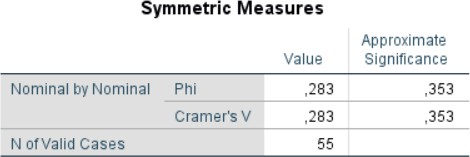 Symmetric Measures
Value Approximate Significance
Nominal by Nominal Phi ,283 ,353
Cramer's V ,283 ,353
N of Valid Cases 55